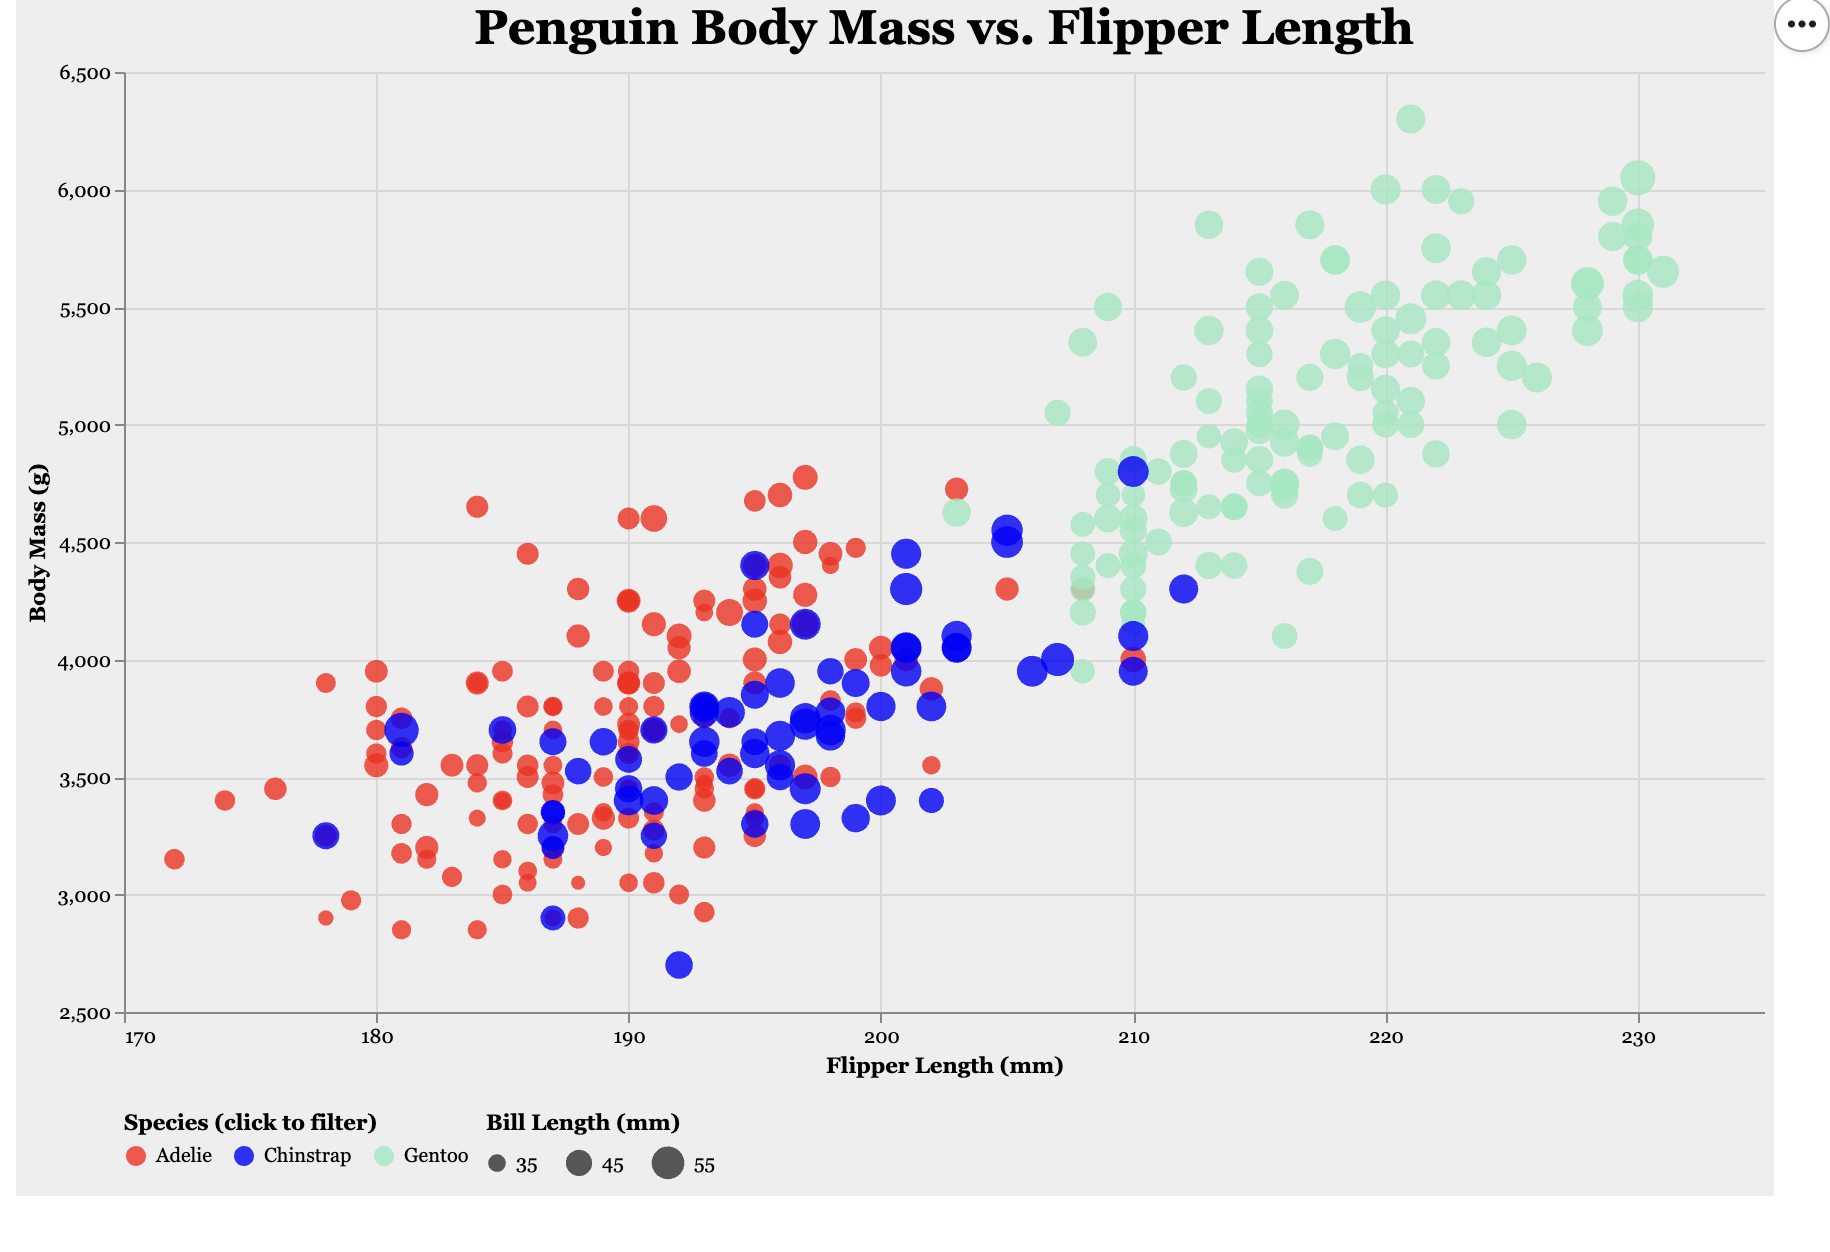 Penguin Body Mass vs. Flipper Length
6,500
6,000
5,500
5,000
4,500
4,000
3,500
3,000
2,500
Body Mass (g)
170 180 190 200 210 220 230
Flipper Length (mm)
Species (click to filter) Bill Length (mm)
Adelie Chinstrap Gentoo 35 45 55